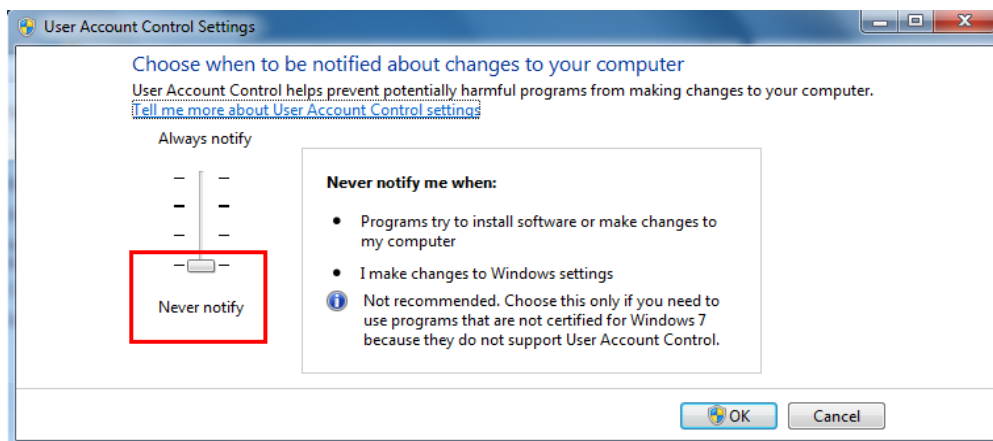 User Account Control Settings
Choose when to be notified about changes to your computer
User Account Control helps prevent potentially harmful programs from making changes to your computer.
Tell me more about User Account Control settings
Always notify
Never notify
Never notify me when:
Programs try to install software or make changes to
my computer
I make changes to Windows settings
Not recommended. Choose this only if you need to
use programs that are not certified for Windows 7
because they do not support User Account Control.
OK
Cancel